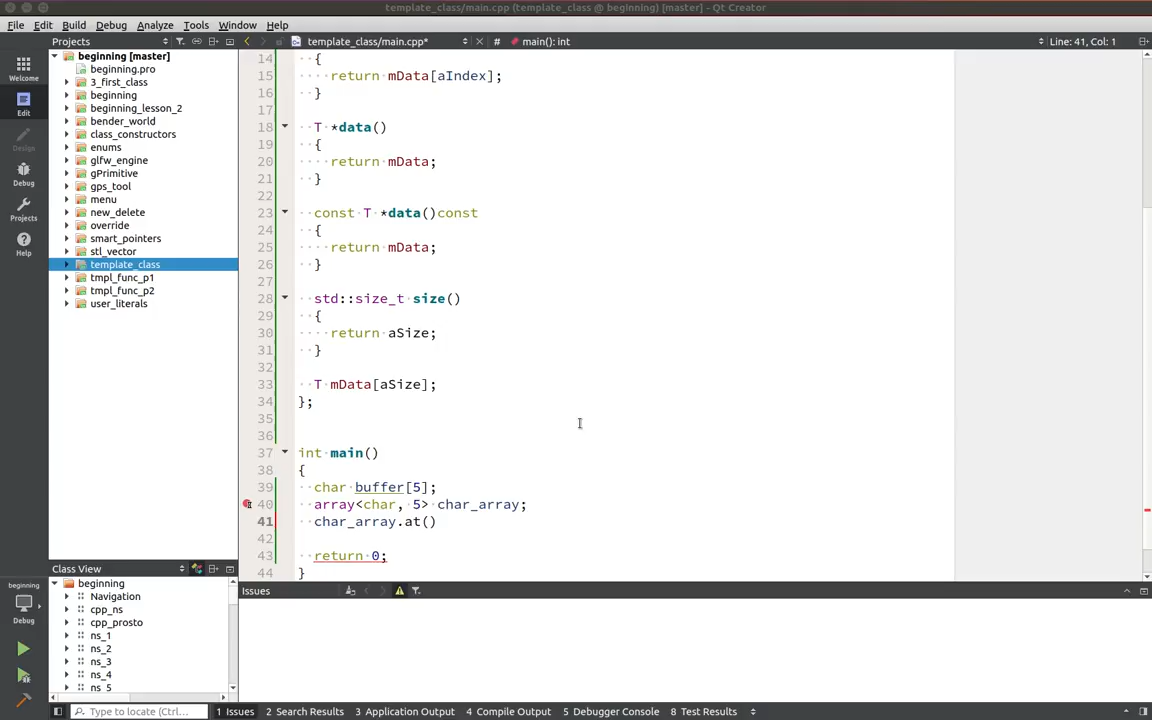 template_class/main.cpp (template_class @ beginning) [master] - Qt Creator
File Edit Build Debug Analyze Tools Window Help
Projects
template_class/main.cpp*
# main(): int
Line: 41, Col: 1
Welcome
Edit
Design
Debug
Projects
Help
beginning [master]
beginning.pro
3_first_class
beginning
beginning_lesson_2
bender_world
class_constructors
enums
glfw_engine
gPrimitive
gps_tool
menu
new_delete
override
smart_pointers
stl_vector
template_class
tmpl_func_p1
tmpl_func_p2
user_literals
14 {
15 return mData[aIndex];
16 }
17
18 T *data()
19 {
20 return mData;
21 }
22
23 const T *data()const
24 {
25 return mData;
26 }
27
28 std::size_t size()
29 {
30 return aSize;
31 }
32
33 T mData[aSize];
34 };
35
36
37 int main()
38 {
39 char buffer[5];
40 array<char, 5> char_array;
41 char_array.at()
42
43 return 0;
44 }
Class View
beginning
Navigation
cpp_ns
cpp_prosto
ns_1
ns_2
ns_3
ns_4
ns_5
beginning
Debug
Issues
Type to locate (Ctrl...
1 Issues
2 Search Results
3 Application Output
4 Compile Output
5 Debugger Console
8 Test Results